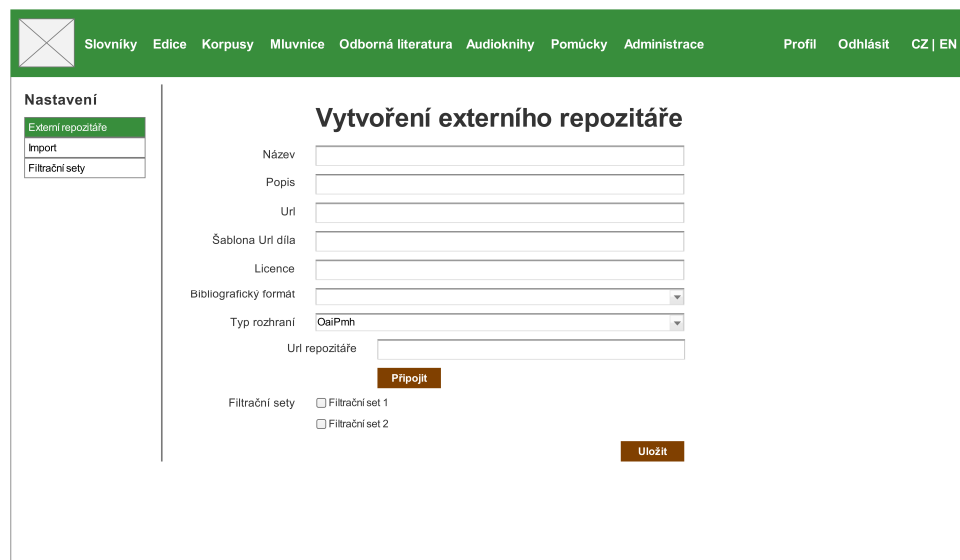 Slovníky Edice Korpusy Mluvnice Odborná literatura Audioknihy Pomůcky Administrace Profil Odhlásit CZ | EN
Nastavení
Externí repozitáře
Import
Filtrační sety
Vytvoření externího repozitáře
Název
Popis
Url
Šablona Url díla
Licence
Bibliografický formát
Typ rozhraní OaiPmh
Url repozitáře
Připojit
Filtrační sety Filtrační set 1
Filtrační set 2
Uložit